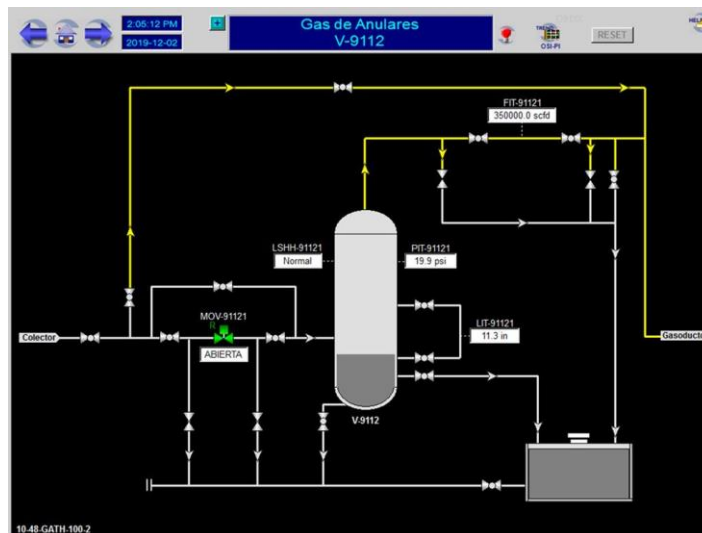 2:05:12 PM
2019-12-02
Gas de Anulares
V-9112
TREND
OSI-PI
RESET
HELP
FIT-91121
350000.0 scfd
LSHH-91121
Normal
PIT-91121
19.9 psi
MOV-91121
R
ABIERTA
LIT-91121
11.3 in
Colector
Gasoducto
V-9112
10-48-GATH-100-2